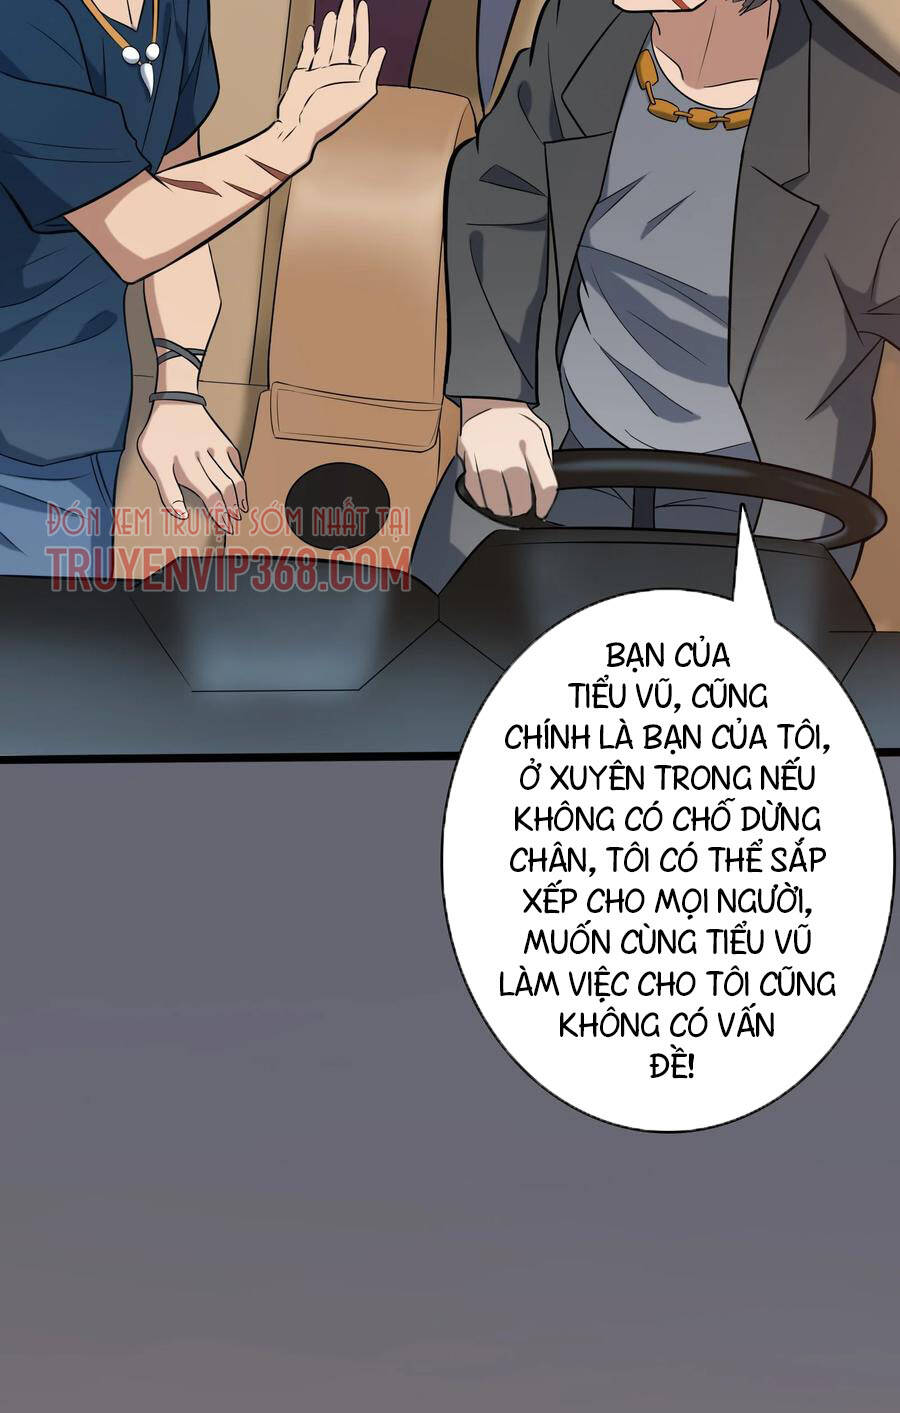 ĐÓN XEM TRUYỆN SỚM NHẤT TẠI
TRUYENVIP368.COM
BẠN CỦA
TIỂU VŨ, CŨNG
CHÍNH LÀ BẠN CỦA TÔI,
Ở XUYÊN TRONG NẾU
KHÔNG CÓ CHỖ DỪNG
CHÂN, TÔI CÓ THỂ SẮP
XẾP CHO MỌI NGƯỜI,
MUỐN CÙNG TIỂU VŨ
LÀM VIỆC CHO TÔI CŨNG
KHÔNG CÓ VẤN
ĐỀ!